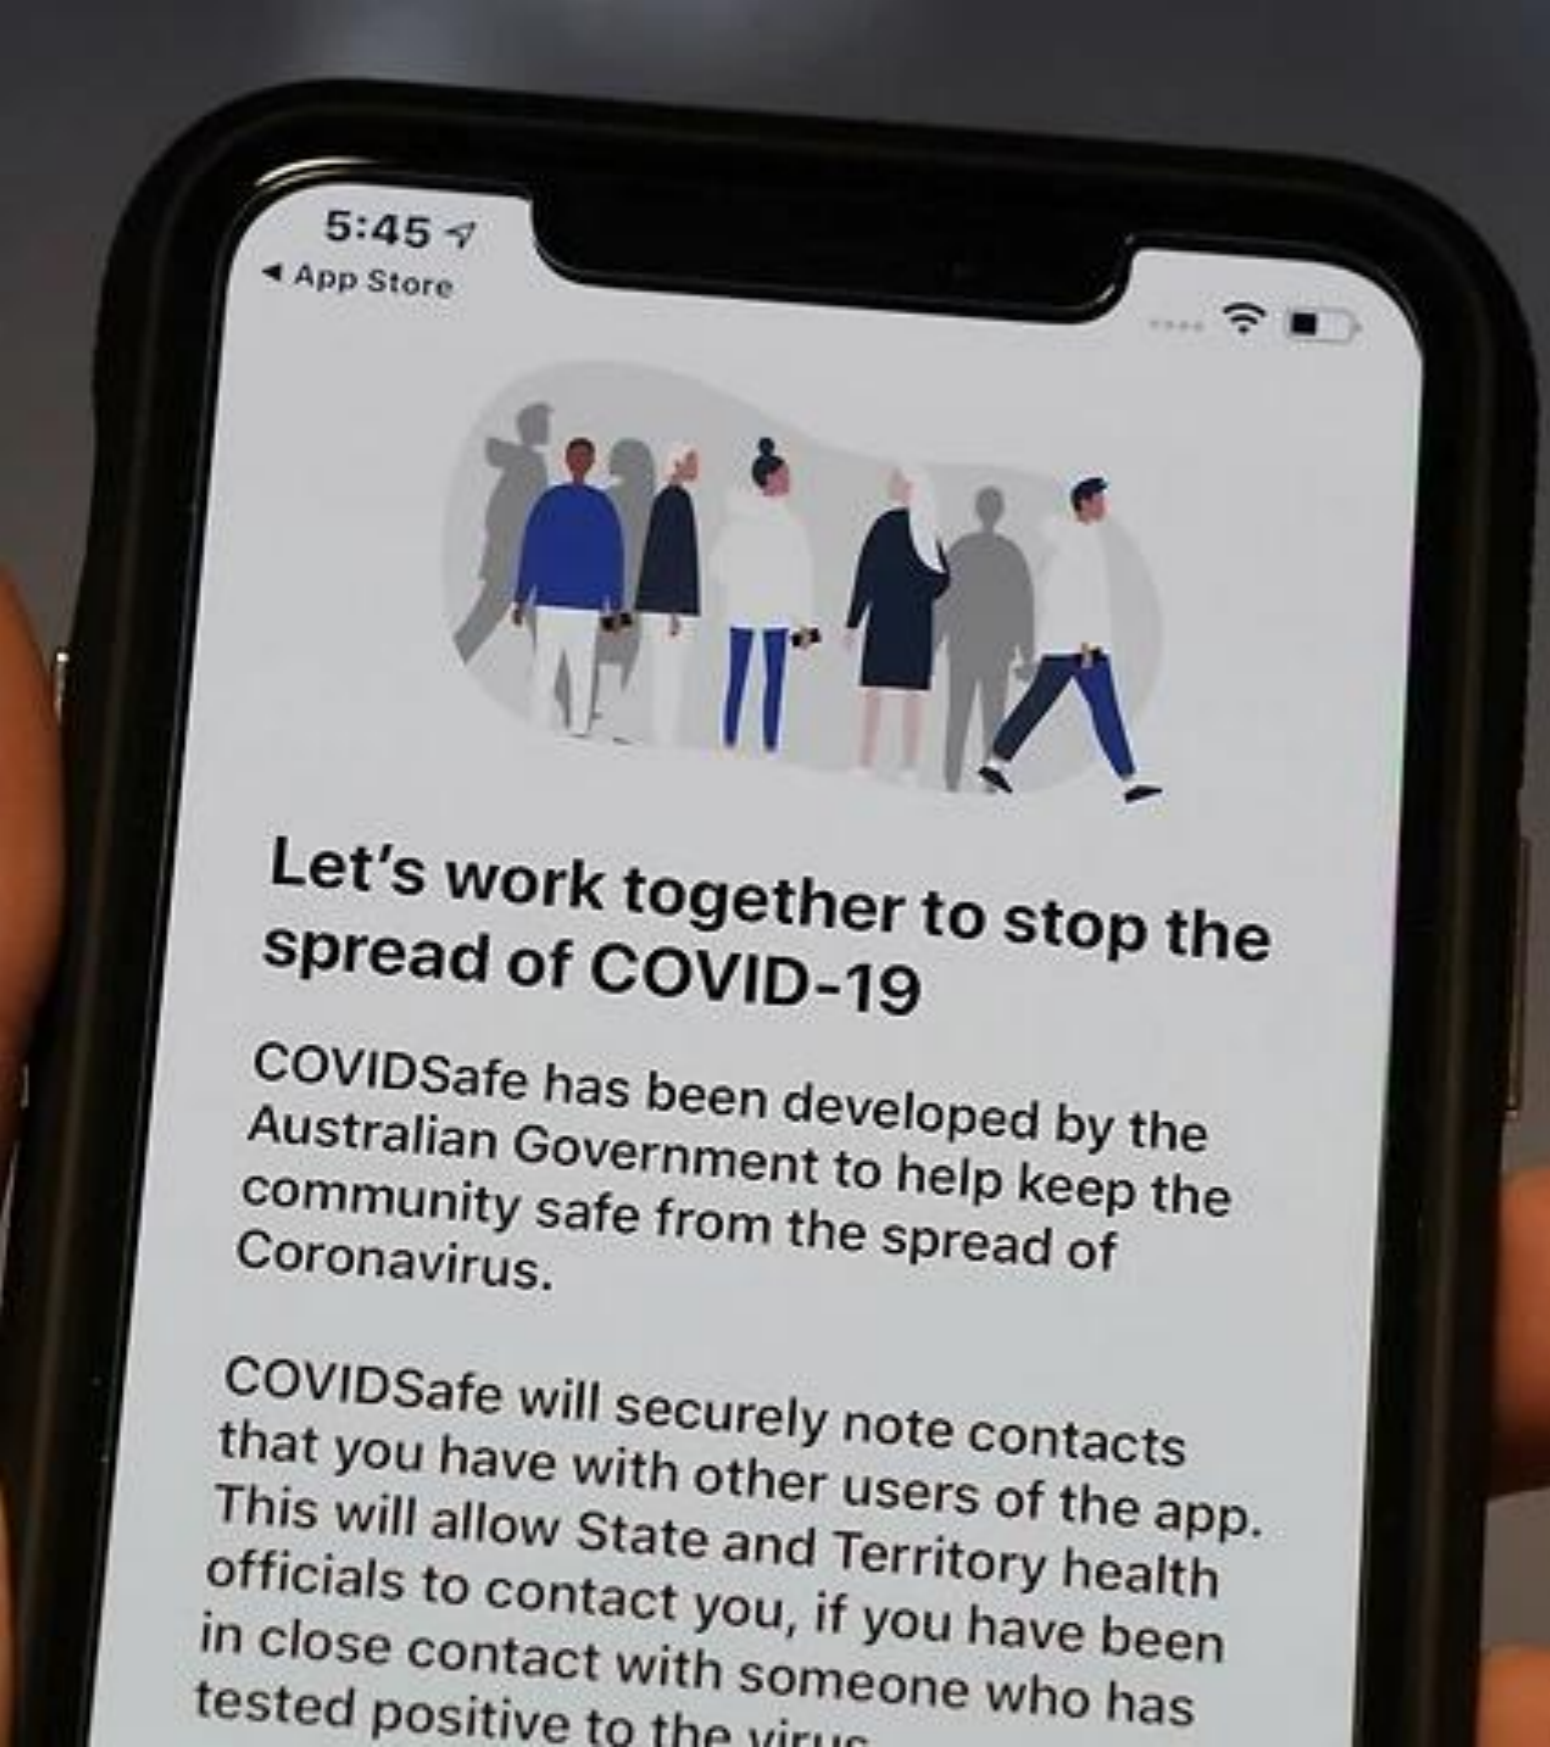 5:45
◀ App Store
Let's work together to stop the
spread of COVID-19
COVIDSafe has been developed by the
Australian Government to help keep the
community safe from the spread of
Coronavirus.
COVIDSafe will securely note contacts
that you have with other users of the app.
This will allow State and Territory health
officials to contact you, if you have been
in close contact with someone who has
tested positive to the virus